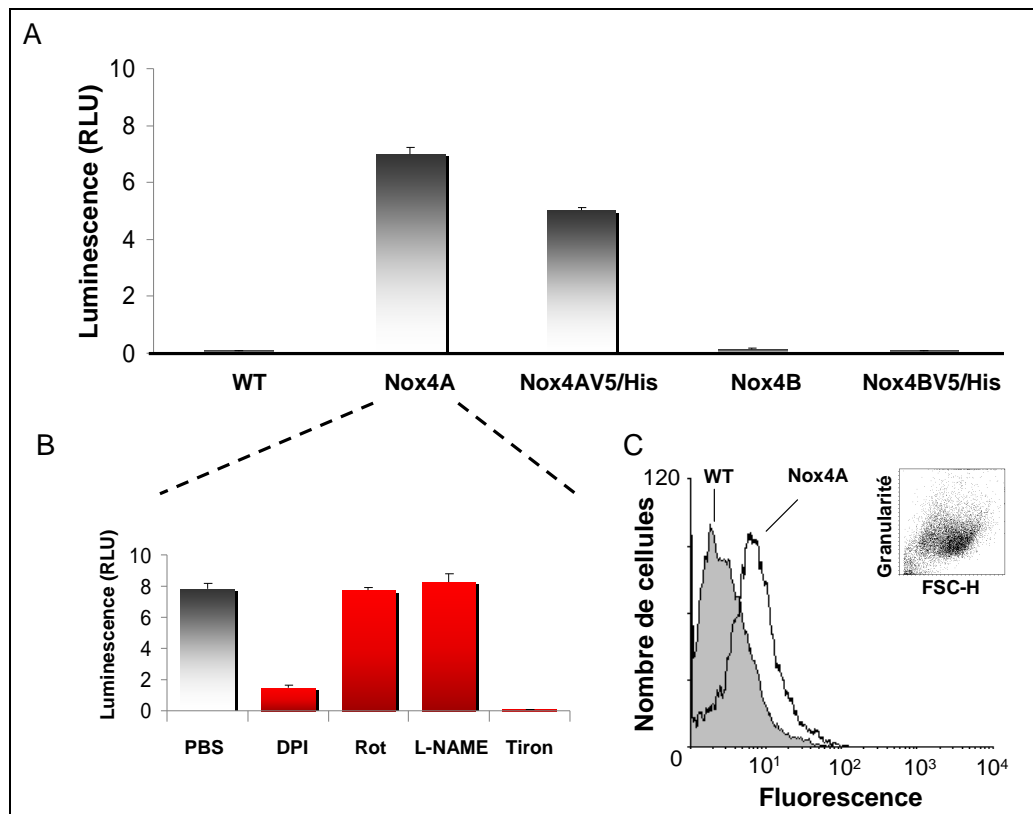 A
Luminescence (RLU)
10
8
6
4
2
0
WT Nox4A Nox4AV5/His Nox4B Nox4BV5/His
B
Luminescence (RLU)
10
8
6
4
2
0
PBS DPI Rot L-NAME Tiron
C
Nombre de cellules
120
0
WT
Nox4A
Granularité
FSC-H
10¹ 10² 10³ 10⁴
Fluorescence